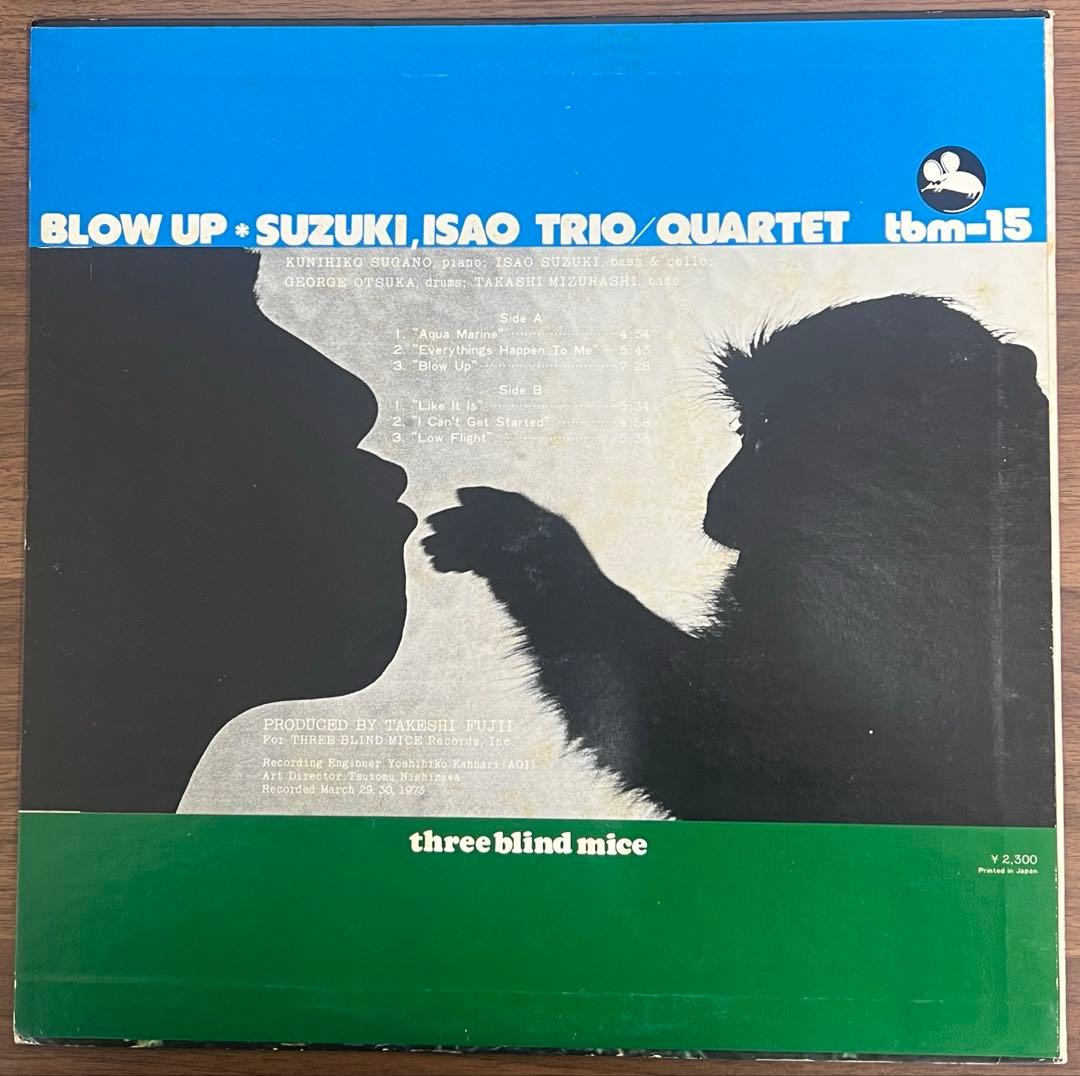 BLOW UP * SUZUKI, ISAO TRIO/QUARTET tbm-15
KUNIHIKO SUGANO, piano; ISAO SUZUKI, bass & cello;
GEORGE OTSUKA, drums; TAKASHI MIZUHASHI, bass
Side A
1. "Aqua Marine" 4:54
2. "Everythings Happen To Me" 5:43
3. "Blow Up" 7:28
Side B
1. "Like It Is" 5:34
2. "I Can't Get Started" 4:58
3. "Low Flight" 5:38
PRODUCED BY TAKESHI FUJII
For THREE BLIND MICE Records, Inc.
Recording Engineer Yoshihiko Kannari (AOI)
Art Director: Tsutomu Nishizawa
Recorded March 29, 30, 1973
three blind mice
¥ 2,300
Printed in Japan